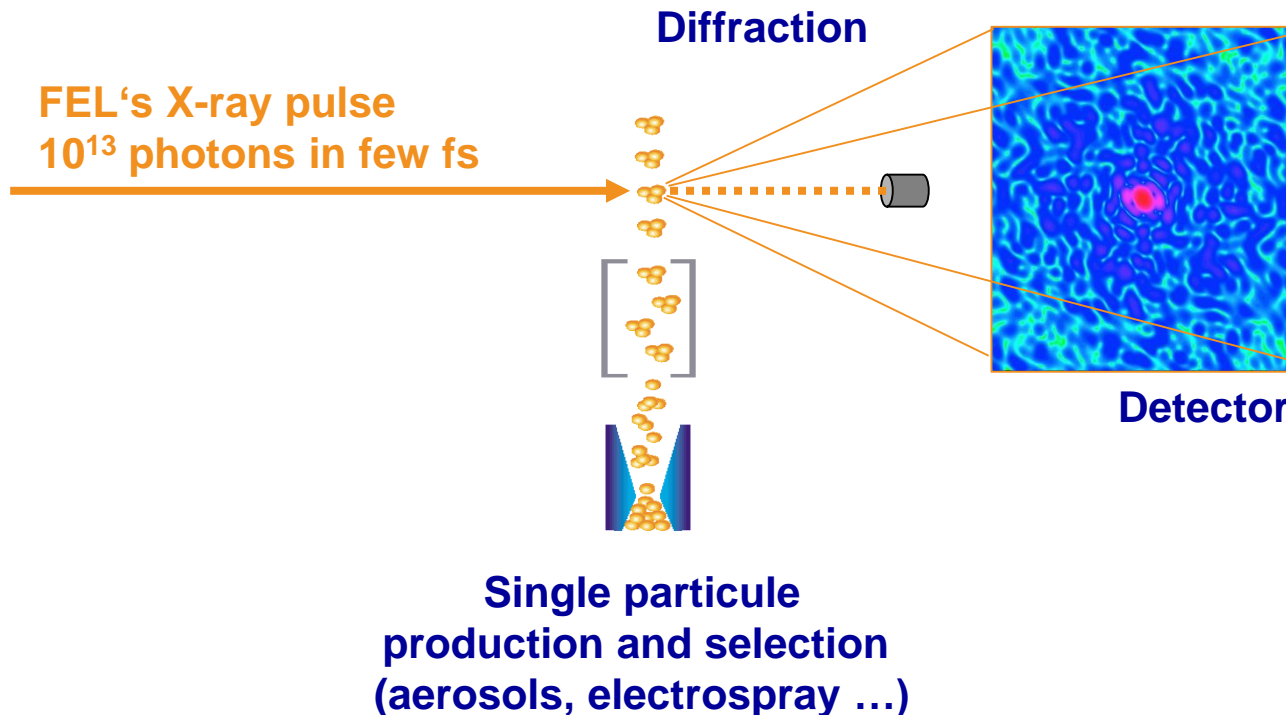 Diffraction
FEL‘s X-ray pulse
10¹³ photons in few fs
Detector
Single particule
production and selection
(aerosols, electrospray …)